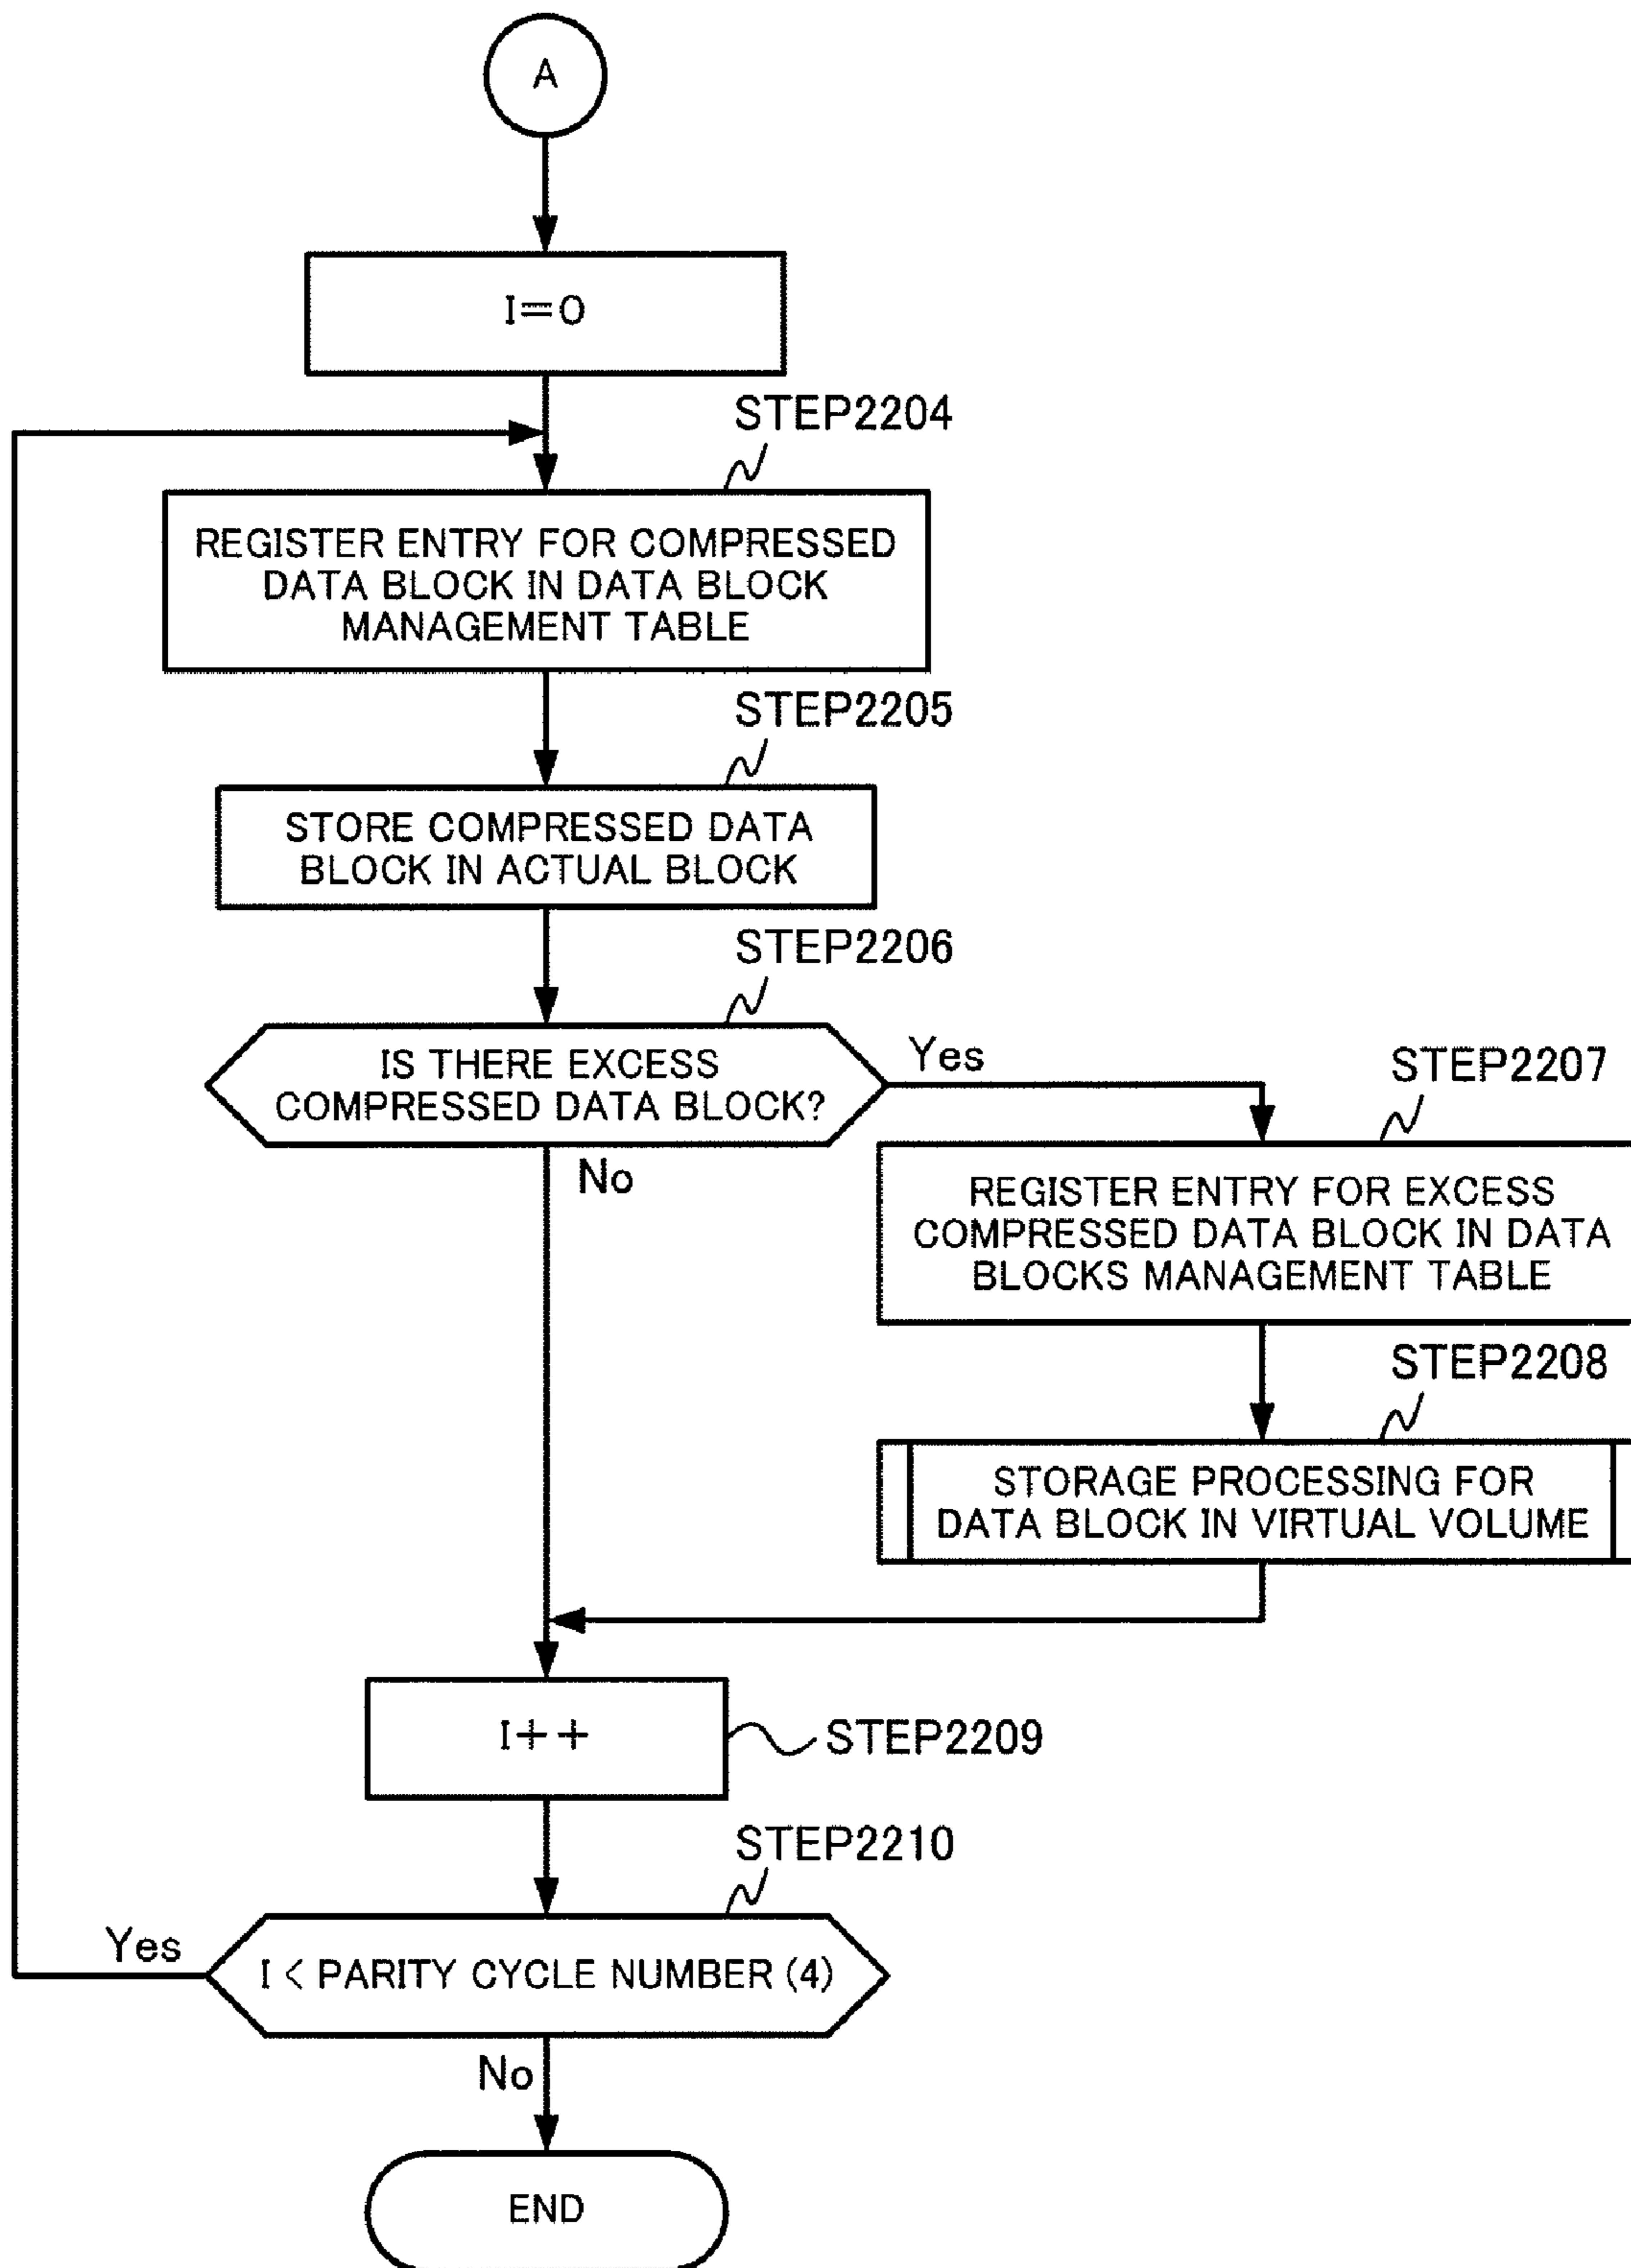 A
I=0
STEP2204
REGISTER ENTRY FOR COMPRESSED
DATA BLOCK IN DATA BLOCK
MANAGEMENT TABLE
STEP2205
STORE COMPRESSED DATA
BLOCK IN ACTUAL BLOCK
STEP2206
IS THERE EXCESS
COMPRESSED DATA BLOCK?
Yes
No
STEP2207
REGISTER ENTRY FOR EXCESS
COMPRESSED DATA BLOCK IN DATA
BLOCKS MANAGEMENT TABLE
STEP2208
STORAGE PROCESSING FOR
DATA BLOCK IN VIRTUAL VOLUME
I++
STEP2209
STEP2210
Yes
I < PARITY CYCLE NUMBER (4)
No
END